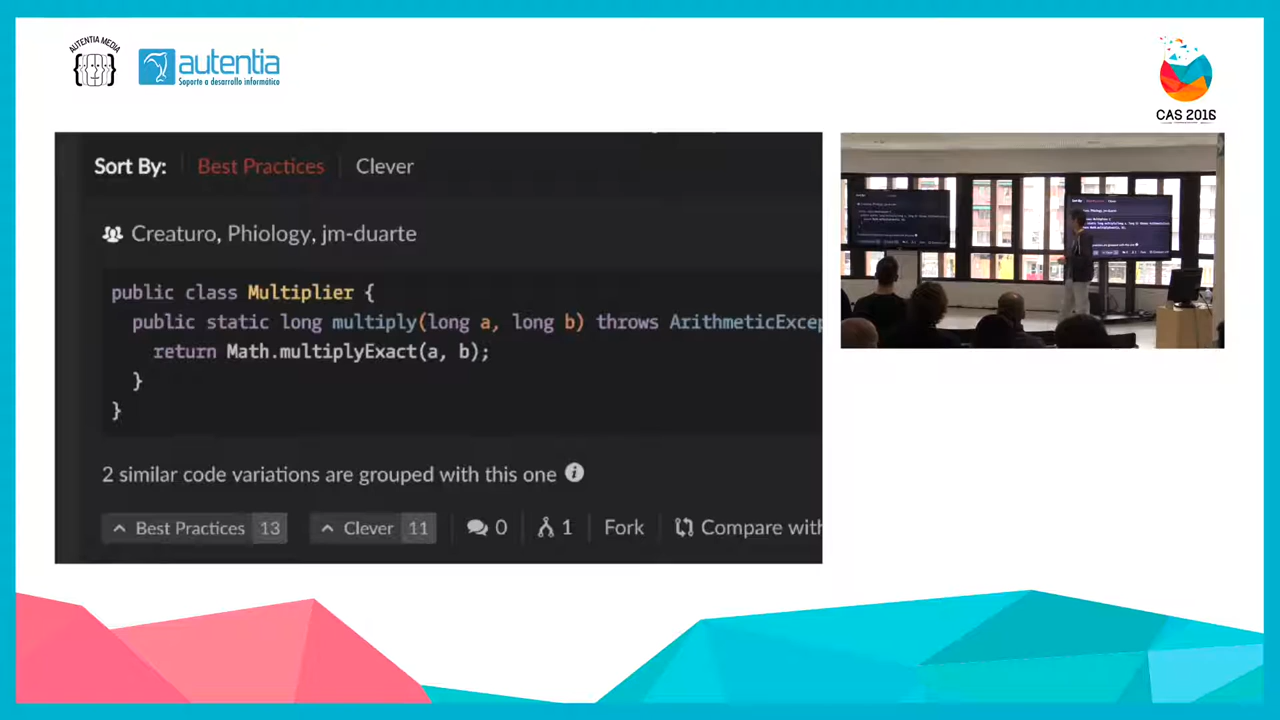 AUTENTIA MEDIA
autentia
Soporte a desarrollo informático
CAS 2016
Sort By: Best Practices Clever
Creaturo, Phiology, jm-duarte
public class Multiplier {
public static long multiply(long a, long b) throws ArithmeticExcep
return Math.multiplyExact(a, b);
}
}
2 similar code variations are grouped with this one
Best Practices 13 Clever 11 0 1 Fork Compare with